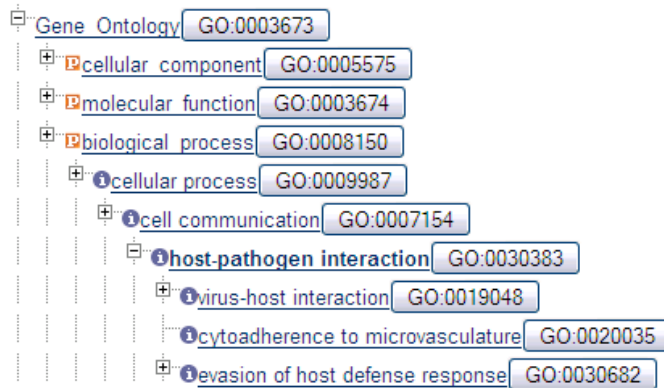 Gene Ontology GO:0003673
P cellular component GO:0005575
P molecular function GO:0003674
P biological process GO:0008150
i cellular process GO:0009987
i cell communication GO:0007154
i host-pathogen interaction GO:0030383
i virus-host interaction GO:0019048
i cytoadherence to microvasculature GO:0020035
i evasion of host defense response GO:0030682